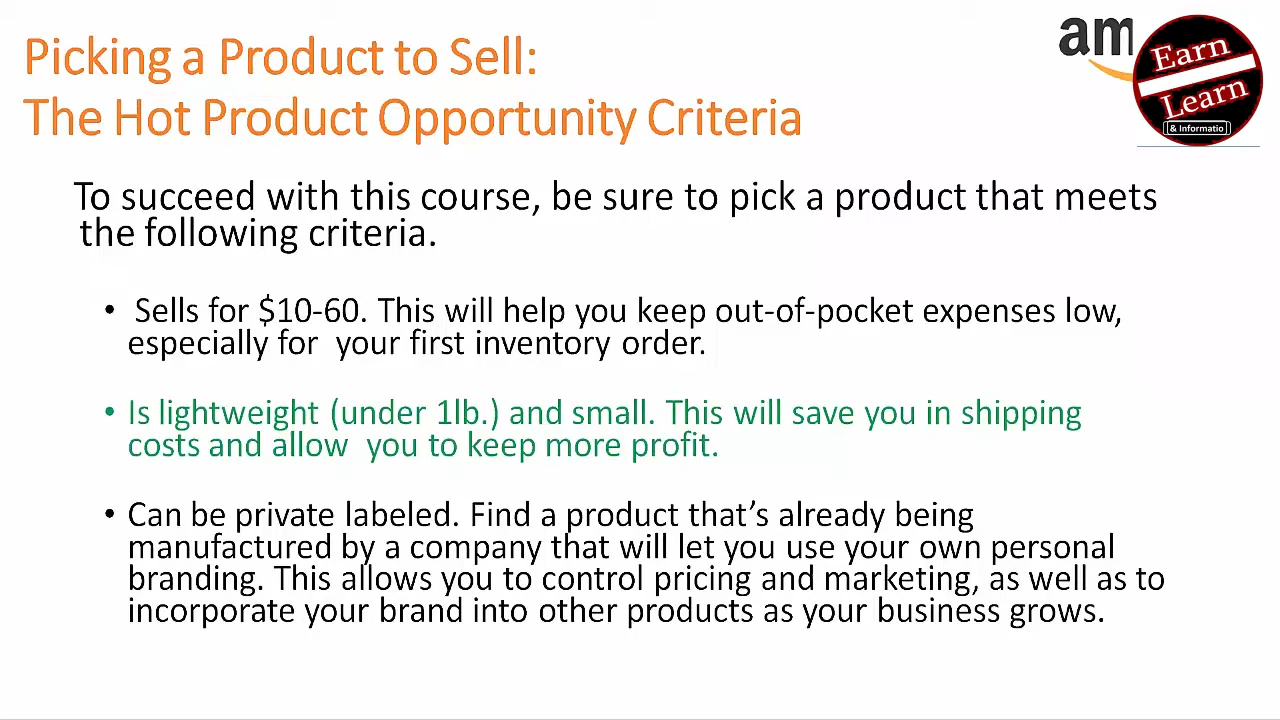 Picking a Product to Sell:
The Hot Product Opportunity Criteria
am
Earn
Learn
& Informatio
To succeed with this course, be sure to pick a product that meets
the following criteria.
• Sells for $10-60. This will help you keep out-of-pocket expenses low,
especially for your first inventory order.
• Is lightweight (under 1lb.) and small. This will save you in shipping
costs and allow you to keep more profit.
• Can be private labeled. Find a product that’s already being
manufactured by a company that will let you use your own personal
branding. This allows you to control pricing and marketing, as well as to
incorporate your brand into other products as your business grows.